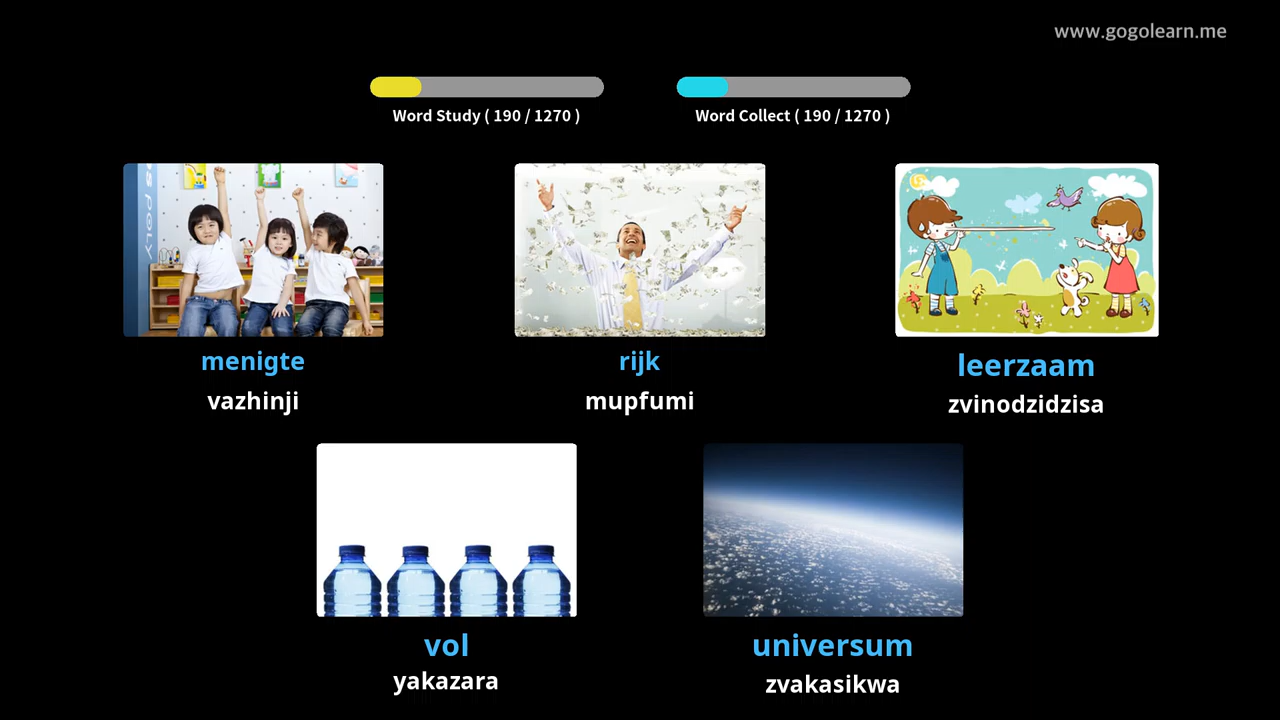 www.gogolearn.me
Word Study ( 190 / 1270 )
Word Collect ( 190 / 1270 )
menigte
vazhinji
rijk
mupfumi
leerzaam
zvinodzidzisa
vol
yakazara
universum
zvakasikwa